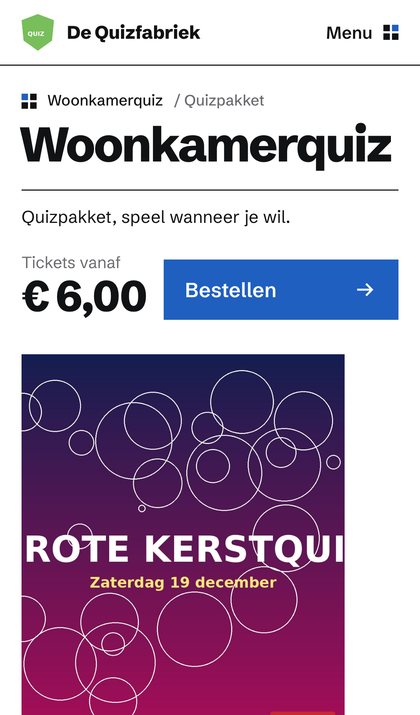 QUIZ
De Quizfabriek
Menu
Woonkamerquiz / Quizpakket
Woonkamerquiz
Quizpakket, speel wanneer je wil.
Tickets vanaf
€ 6,00
Bestellen →
ROTE KERSTQUI
Zaterdag 19 december